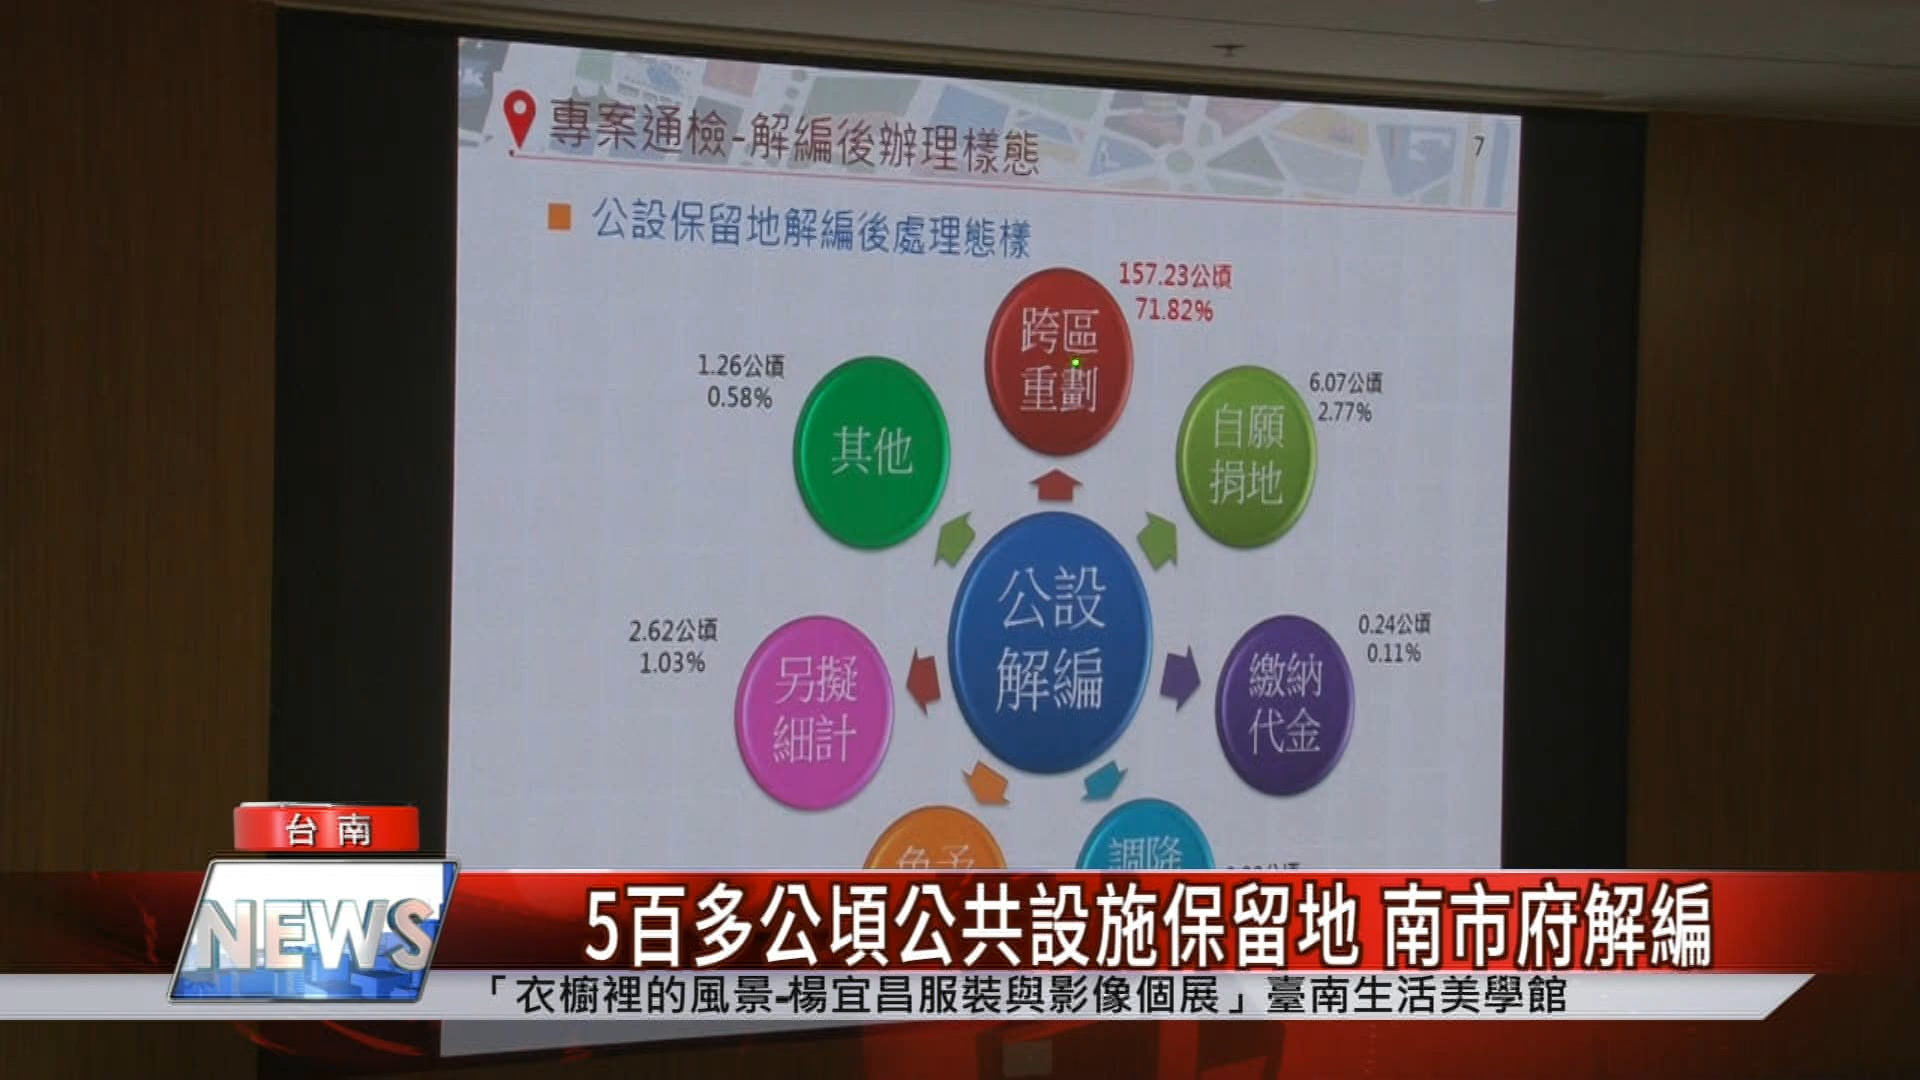 專案通檢-解編後辦理樣態
7
公設保留地解編後處理態樣
157.23公頃
71.82%
跨區
重劃
1.26公頃
0.58%
其他
6.07公頃
2.77%
自願
捐地
公設
解編
2.62公頃
1.03%
另擬
細計
0.24公頃
0.11%
繳納
代金
免予
調降
台南
NEWS
5百多公頃公共設施保留地 南市府解編
「衣櫥裡的風景-楊宜昌服裝與影像個展」臺南生活美學館